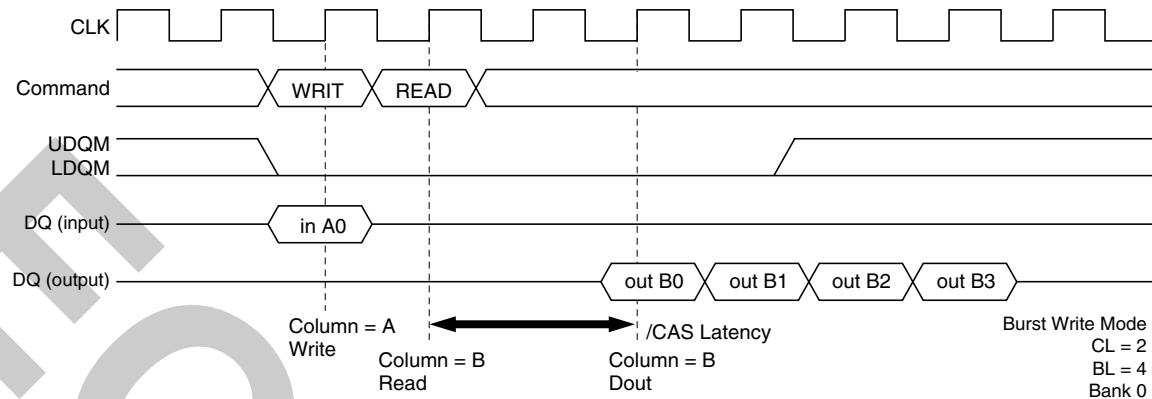 CLK
Command
WRIT
READ
UDQM
LDQM
DQ (input)
in A0
DQ (output)
out B0
out B1
out B2
out B3
Column = A
Write
Column = B
Read
/CAS Latency
Column = B
Dout
Burst Write Mode
CL = 2
BL = 4
Bank 0